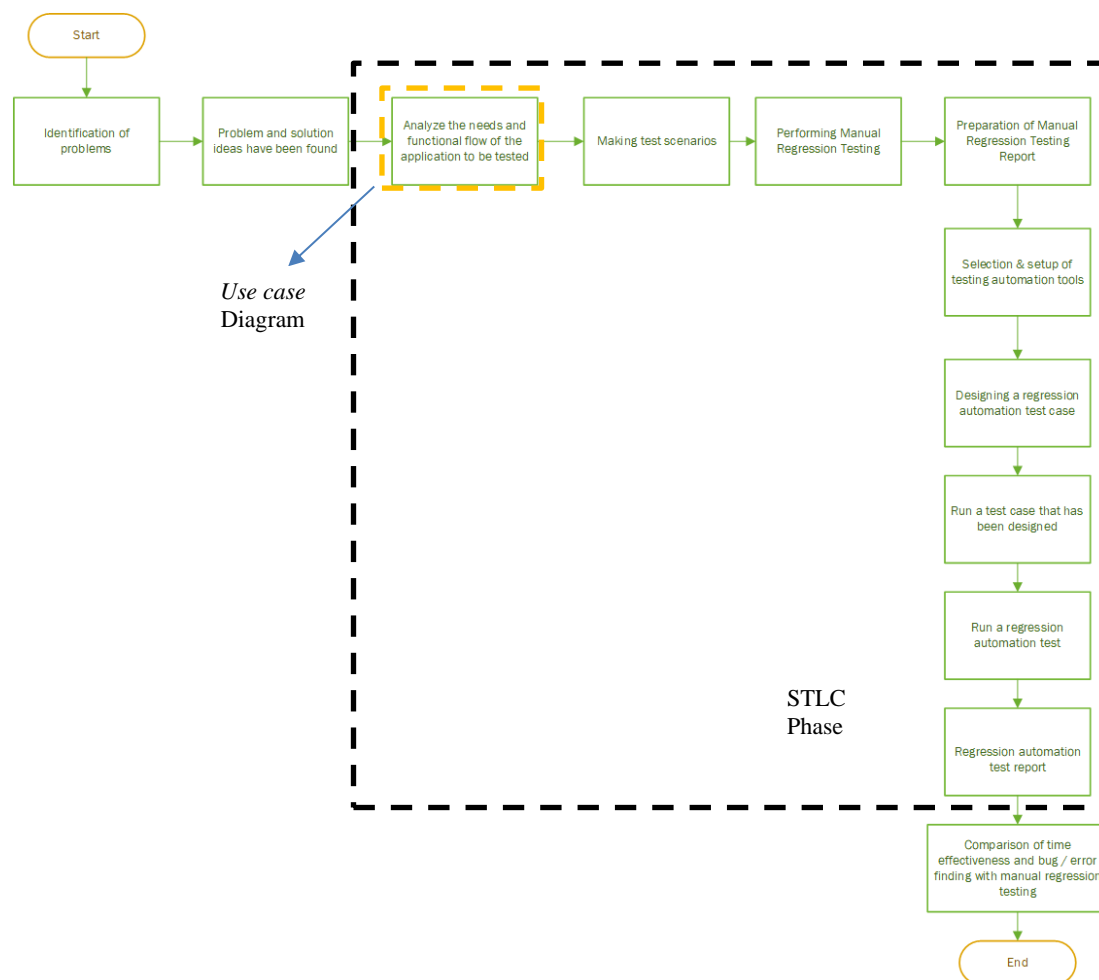 Start
Identification of
problems
Problem and solution
ideas have been found
Analyze the needs and
functional flow of the
application to be tested
Making test scenarios
Performing Manual
Regression Testing
Preparation of Manual
Regression Testing
Report
Selection & setup of
testing automation tools
Use case
Diagram
Designing a regression
automation test case
Run a test case that has
been designed
Run a regression
automation test
STLC
Phase
Regression automation
test report
Comparison of time
effectiveness and bug / error
finding with manual regression
testing
End